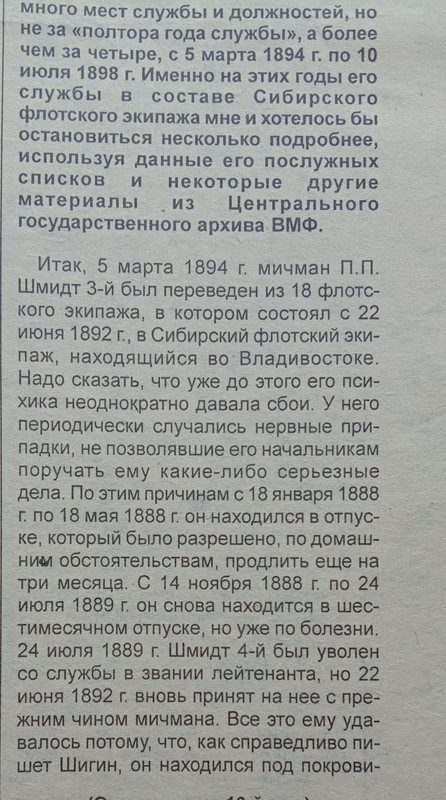 много мест службы и должностей, но
не за «полтора года службы», а более
чем за четыре, с 5 марта 1894 г. по 10
июля 1898 г. Именно на этих годы его
службы в составе Сибирского
флотского экипажа мне и хотелось бы
остановиться несколько подробнее,
используя данные его послужных
списков и некоторые другие
материалы из Центрального
государственного архива ВМФ.
Итак, 5 марта 1894 г. мичман П.П.
Шмидт 3-й был переведен из 18 флотс-
кого экипажа, в котором состоял с 22
июня 1892 г., в Сибирский флотский эки-
паж, находящийся во Владивостоке.
Надо сказать, что уже до этого его пси-
хика неоднократно давала сбои. У него
периодически случались нервные при-
падки, не позволявшие его начальникам
поручать ему какие-либо серьезные
дела. По этим причинам с 18 января 1888
г. по 18 мая 1888 г. он находился в отпус-
ке, который было разрешено, по домаш-
ним обстоятельствам, продлить еще на
три месяца. С 14 ноября 1888 г. по 24
июля 1889 г. он снова находится в шес-
тимесячном отпуске, но уже по болезни.
24 июля 1889 г. Шмидт 4-й был уволен
со службы в звании лейтенанта, но 22
июня 1892 г. вновь принят на нее с пре-
жним чином мичмана. Все это ему уда-
валось потому, что, как справедливо пи-
шет Шигин, он находился под покрови-